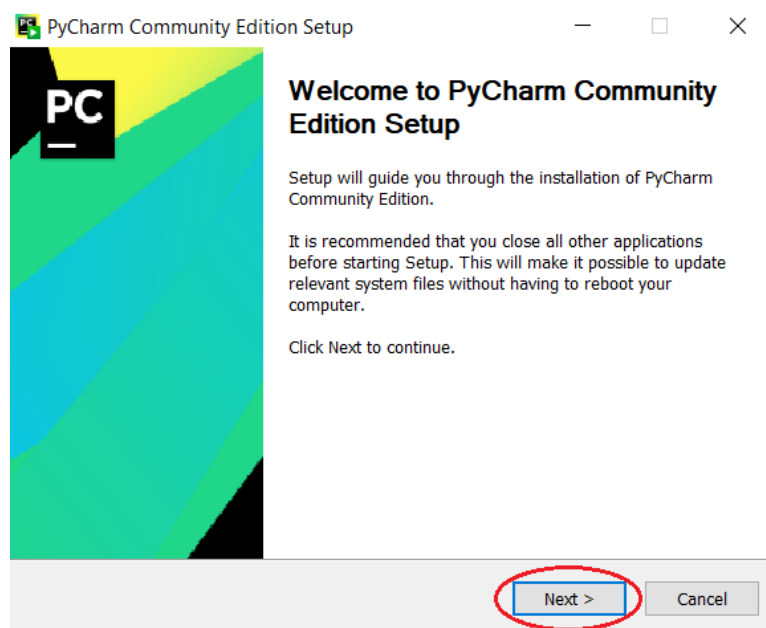 PyCharm Community Edition Setup
PC
Welcome to PyCharm Community
Edition Setup
Setup will guide you through the installation of PyCharm
Community Edition.
It is recommended that you close all other applications
before starting Setup. This will make it possible to update
relevant system files without having to reboot your
computer.
Click Next to continue.
Next >
Cancel